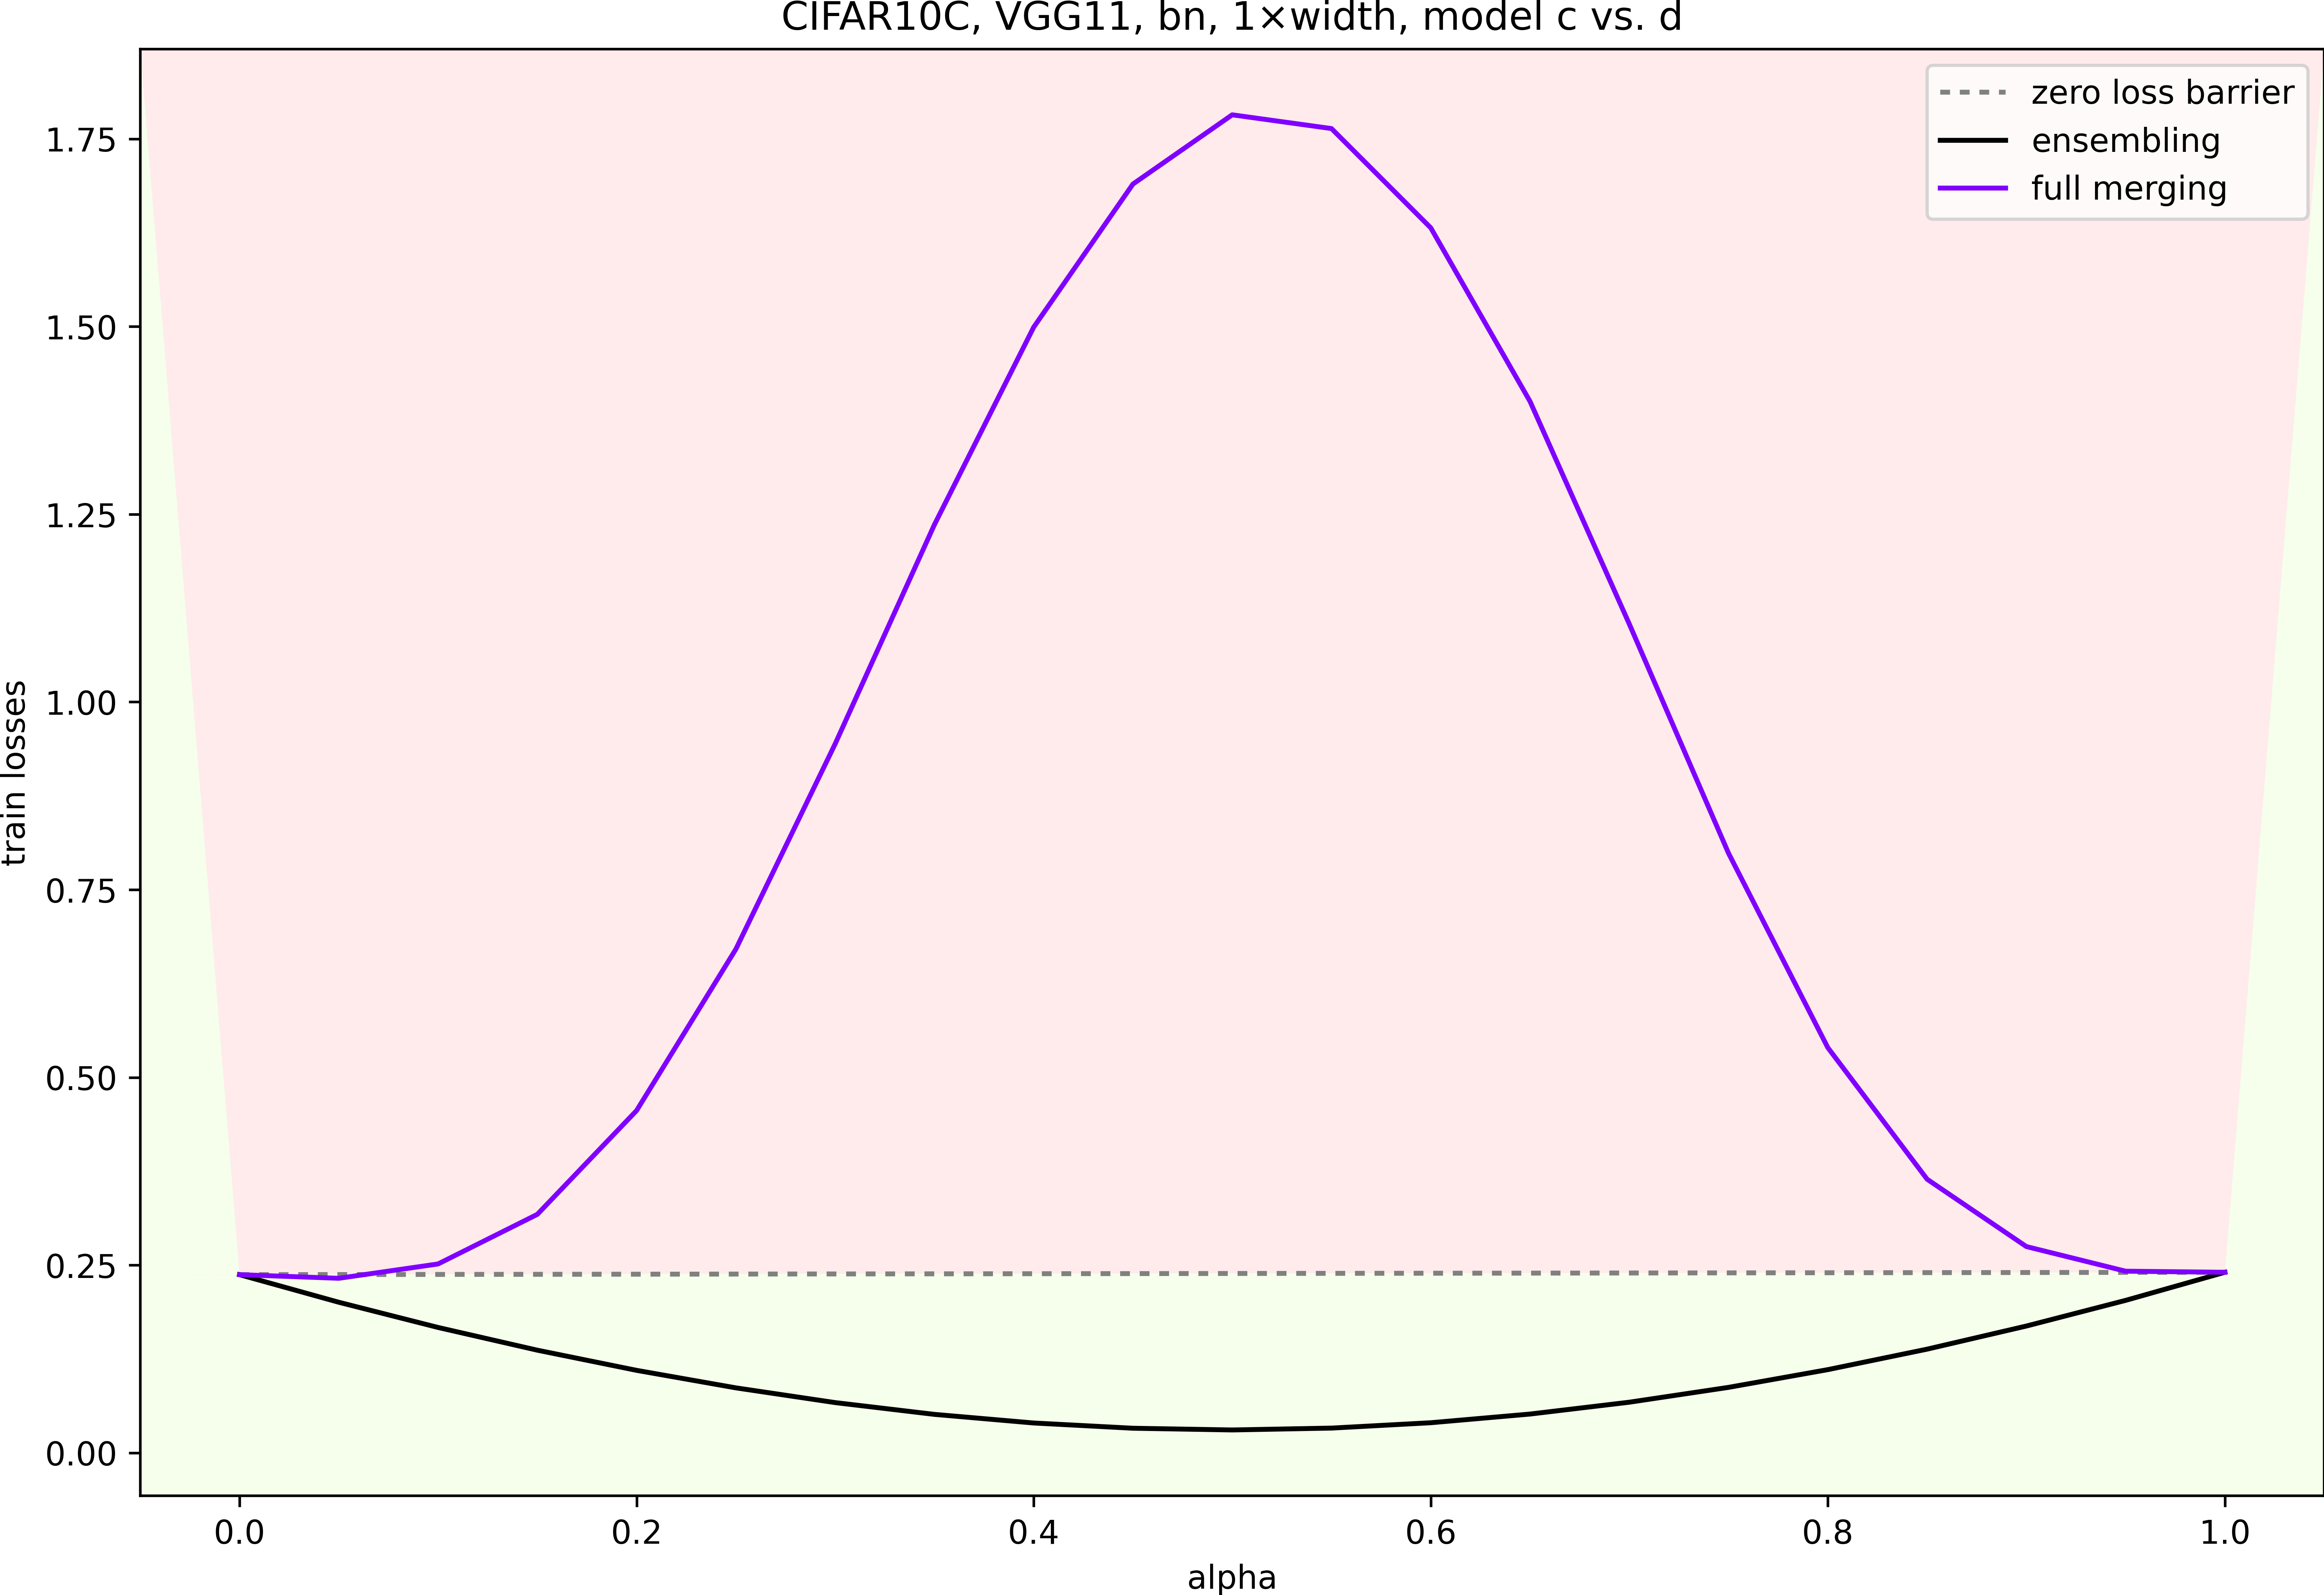 CIFAR10C, VGG11, bn, 1×width, model c vs. d
zero loss barrier
ensembling
full merging
train losses
1.75
1.50
1.25
1.00
0.75
0.50
0.25
0.00
0.0 0.2 0.4 0.6 0.8 1.0
alpha